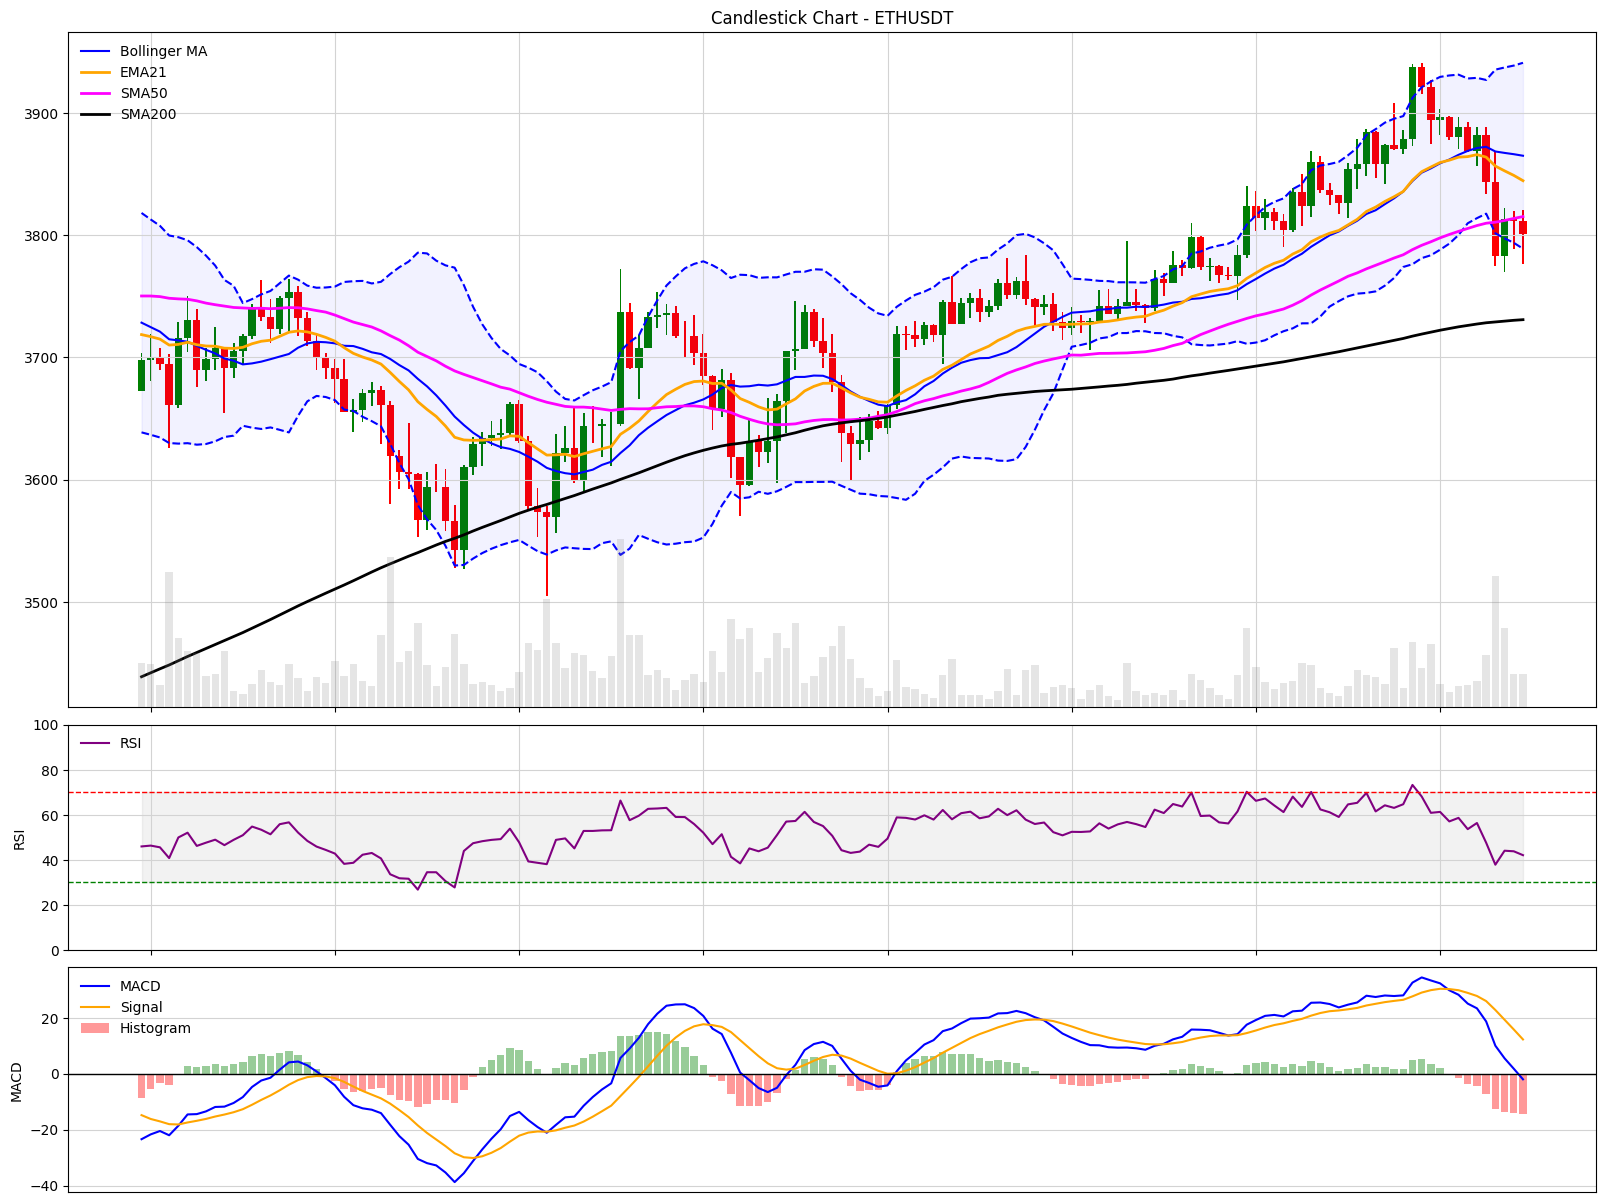 Candlestick Chart - ETHUSDT
Bollinger MA
EMA21
SMA50
SMA200
3900
3800
3700
3600
3500
RSI
100
80
60
40
20
0
RSI
MACD
Signal
Histogram
20
0
−20
−40
MACD